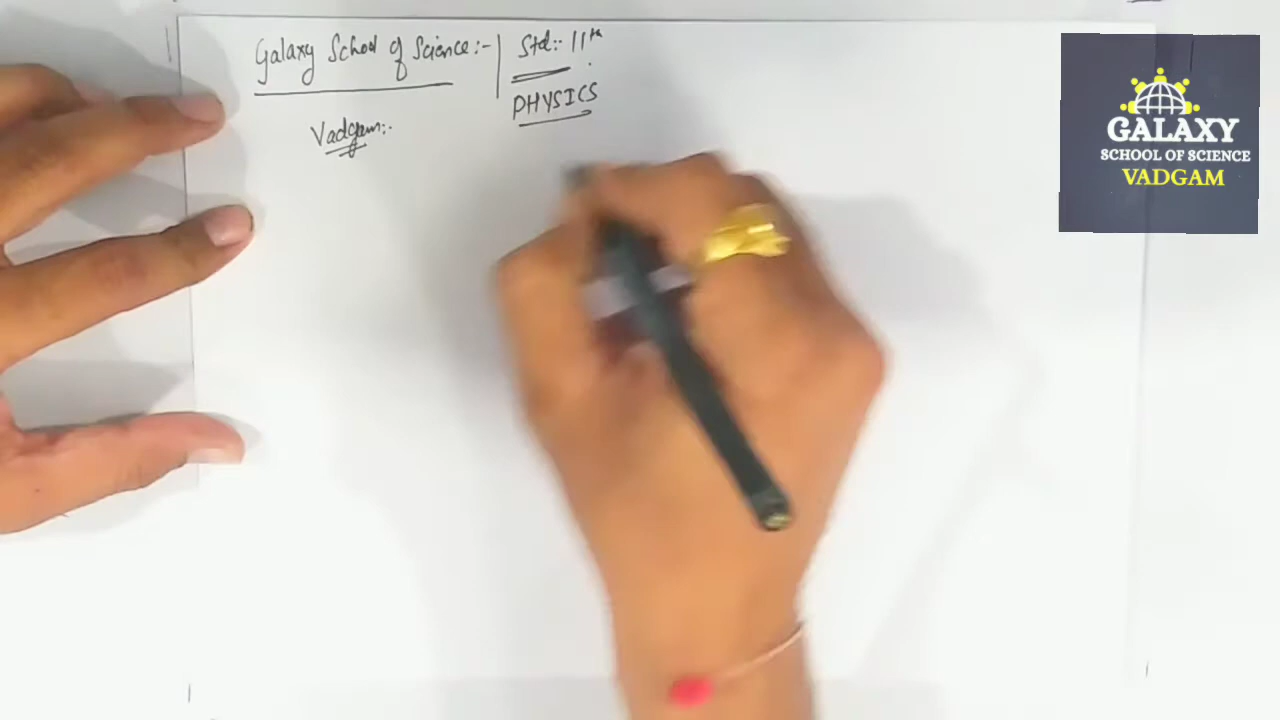 Galaxy School of Science:-
Vadgam:.
Std:- 11th
PHYSICS
GALAXY
SCHOOL OF SCIENCE
VADGAM